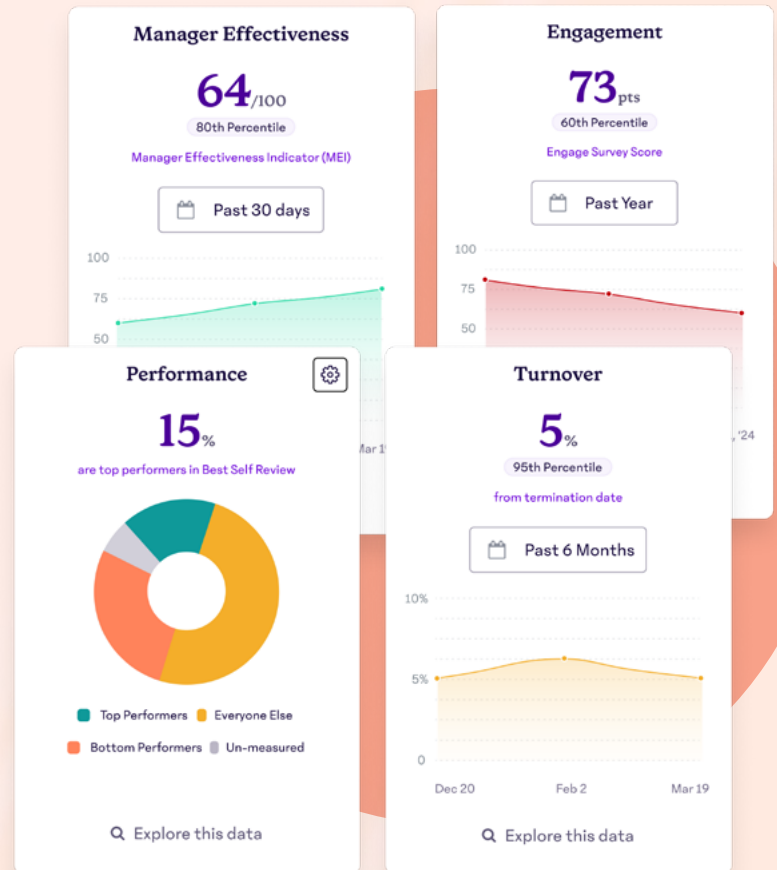 Manager Effectiveness
64/100
80th Percentile
Manager Effectiveness Indicator (MEI)
Past 30 days
100
75
50
Engagement
73pts
60th Percentile
Engage Survey Score
Past Year
100
75
50
'24
Performance
15%
are top performers in Best Self Review
Top Performers Everyone Else
Bottom Performers Un-measured
Explore this data
Turnover
5%
95th Percentile
from termination date
Past 6 Months
10%
5%
0
Dec 20 Feb 2 Mar 19
Explore this data